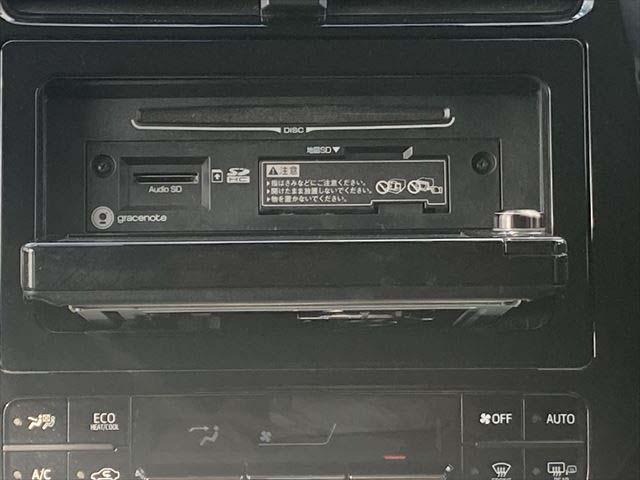 DISC
地図SD▼
Audio SD
SD
HC
gracenote
注意
▶指はさみなどにご注意ください。
▶開けたまま放置しないでください。
▶物を置かないでください。
ECO
HEAT/COOL
OFF
AUTO
A/C
FRONT
REAR